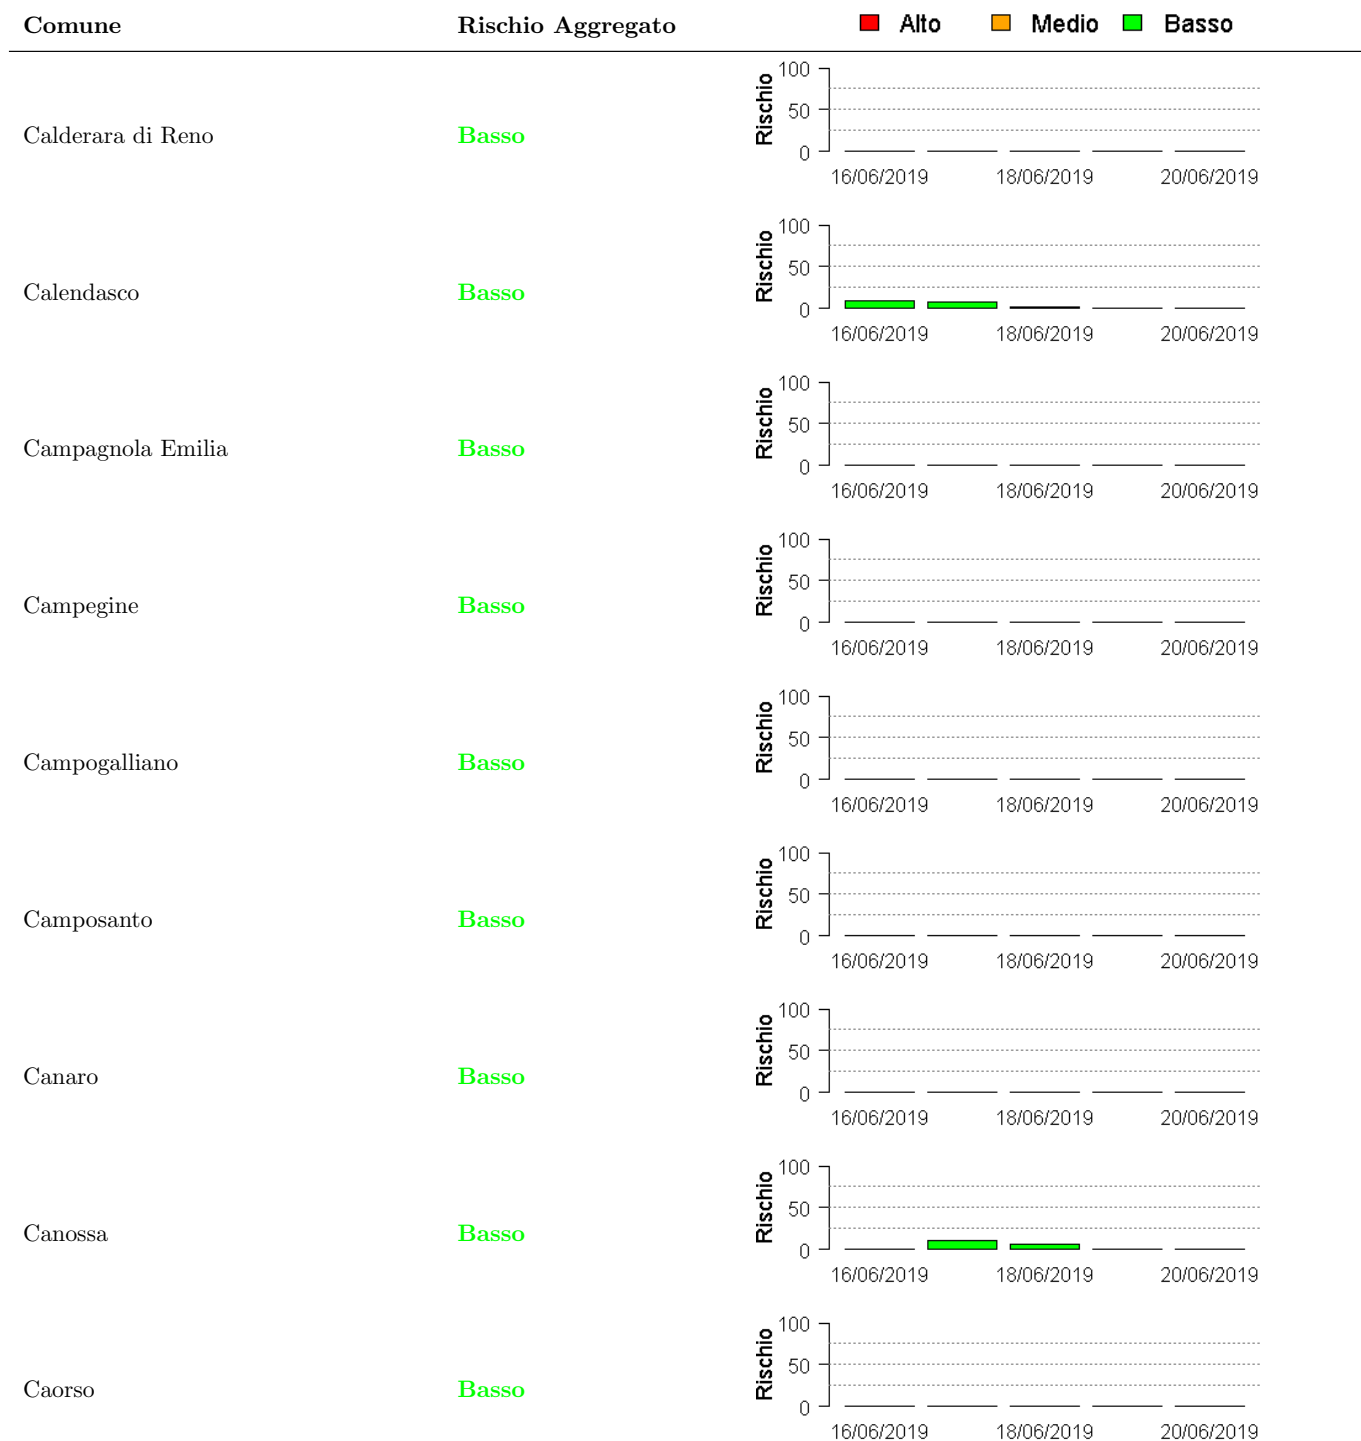 Comune Rischio Aggregato Alto Medio Basso
Calderara di Reno Basso Rischio 100 50 0
16/06/2019 18/06/2019 20/06/2019
Calendasco Basso Rischio 100 50 0
16/06/2019 18/06/2019 20/06/2019
Campagnola Emilia Basso Rischio 100 50 0
16/06/2019 18/06/2019 20/06/2019
Campegine Basso Rischio 100 50 0
16/06/2019 18/06/2019 20/06/2019
Campogalliano Basso Rischio 100 50 0
16/06/2019 18/06/2019 20/06/2019
Camposanto Basso Rischio 100 50 0
16/06/2019 18/06/2019 20/06/2019
Canaro Basso Rischio 100 50 0
16/06/2019 18/06/2019 20/06/2019
Canossa Basso Rischio 100 50 0
16/06/2019 18/06/2019 20/06/2019
Caorso Basso Rischio 100 50 0
16/06/2019 18/06/2019 20/06/2019